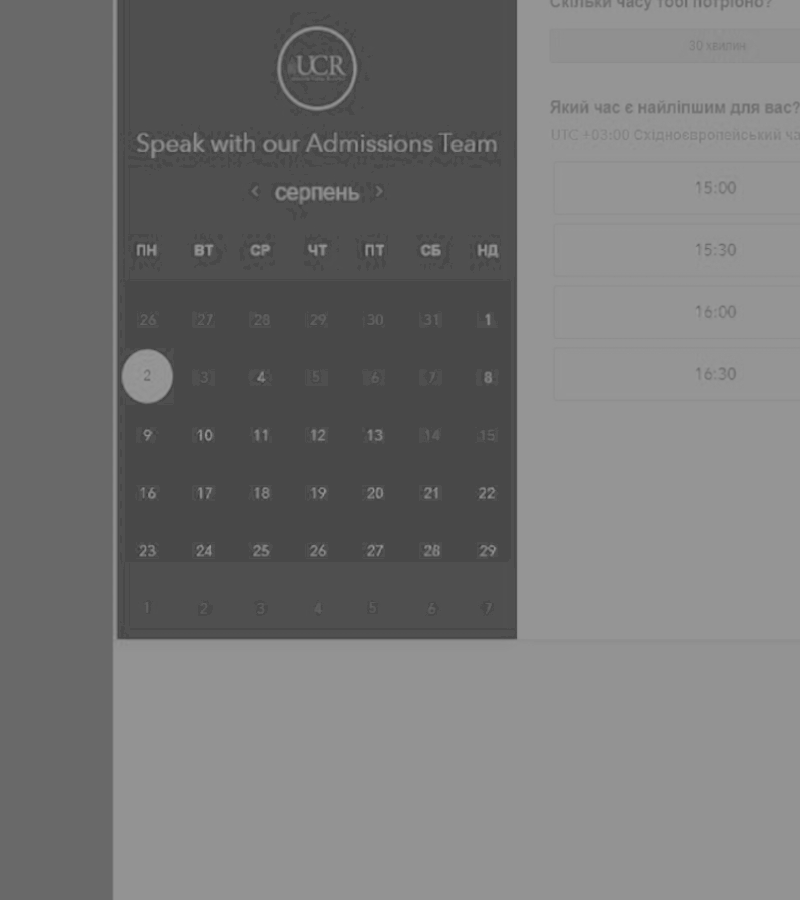 UCR
Speak with our Admissions Team
‹ серпень ›
ПН ВТ СР ЧТ ПТ СБ НД
26 27 28 29 30 31 1
2 3 4 5 6 7 8
9 10 11 12 13 14 15
16 17 18 19 20 21 22
23 24 25 26 27 28 29
1 2 3 4 5 6 7
Скільки часу тобі потрібно?
30 хвилин
Який час є найліпшим для вас?
UTC +03:00 Східноєвропейський
15:00
15:30
16:00
16:30